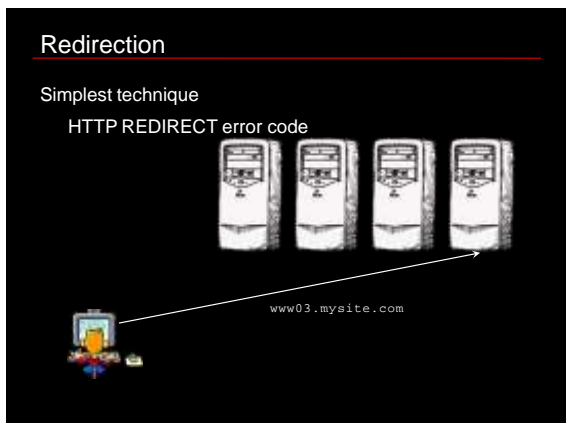 Redirection
Simplest technique
HTTP REDIRECT error code
www03.mysite.com